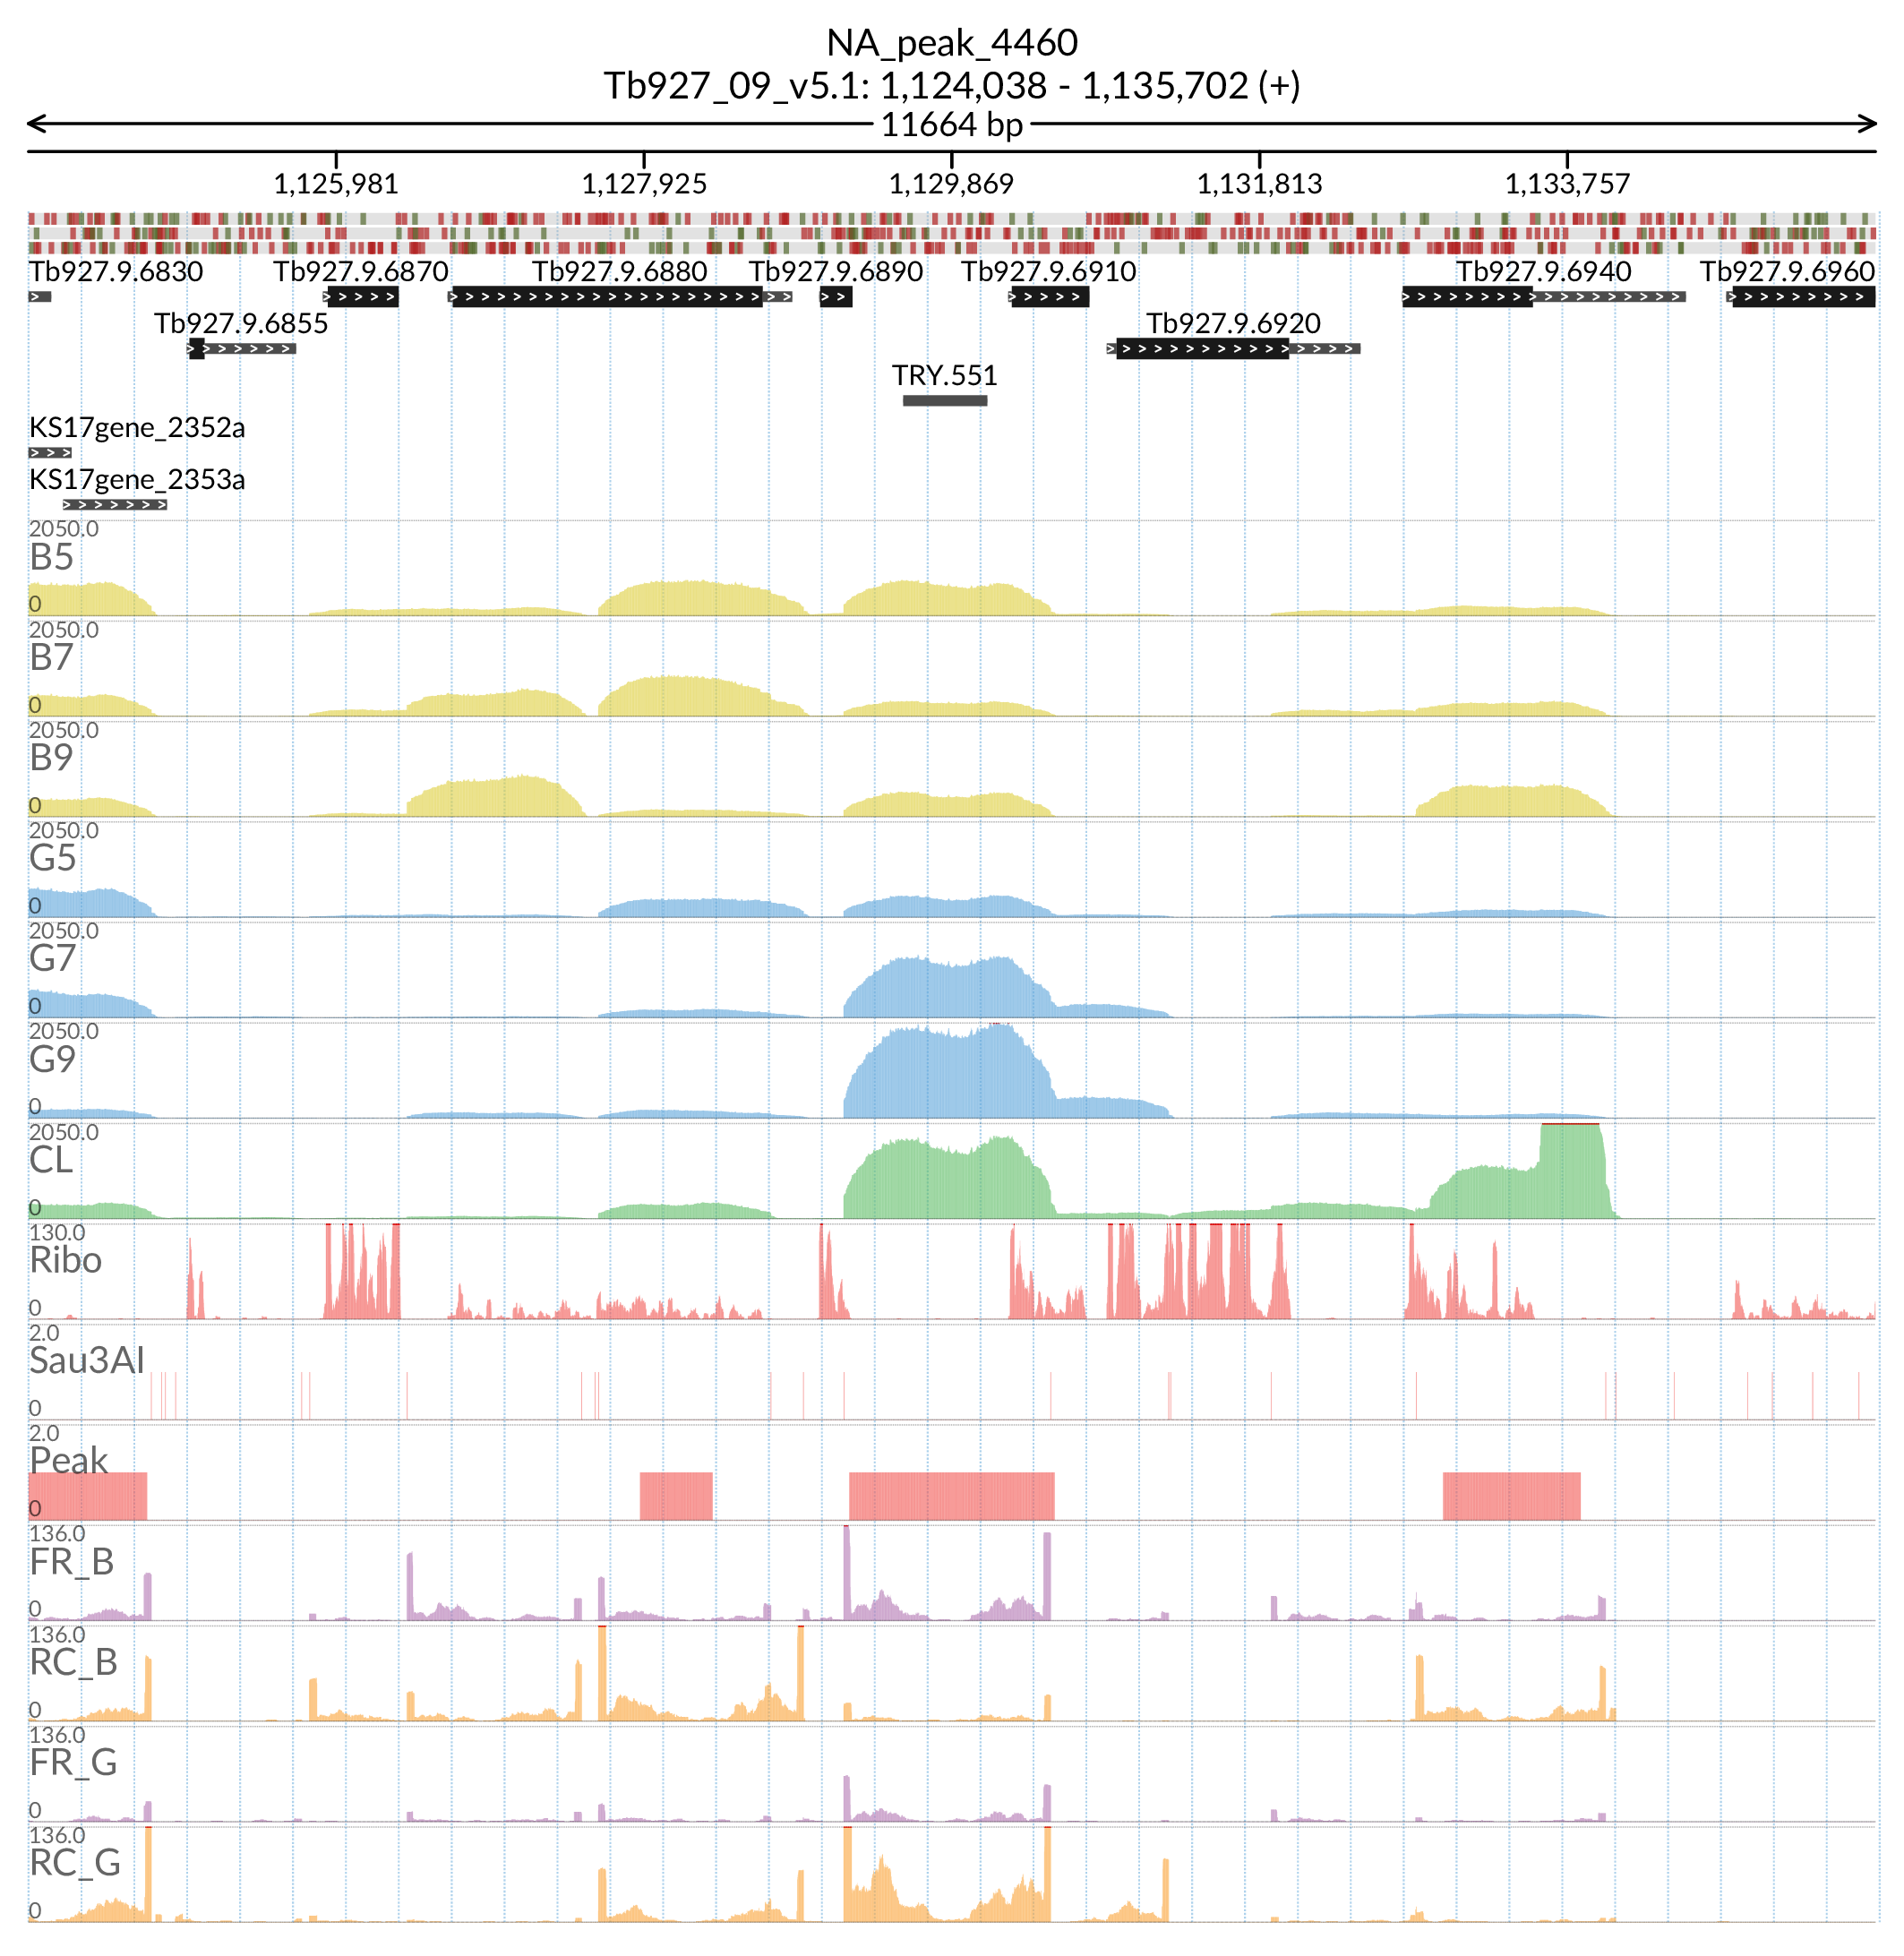 NA_peak_4460
Tb927_09_v5.1: 1,124,038 - 1,135,702 (+)
11664 bp
1,125,981 1,127,925 1,129,869 1,131,813 1,133,757
Tb927.9.6830 Tb927.9.6870 Tb927.9.6880 Tb927.9.6890 Tb927.9.6910 Tb927.9.6940 Tb927.9.6960
Tb927.9.6855 Tb927.9.6920
TRY.551
KS17gene_2352a
KS17gene_2353a
2050.0
B5
0
2050.0
B7
0
2050.0
B9
0
2050.0
G5
0
2050.0
G7
0
2050.0
G9
0
2050.0
CL
0
130.0
Ribo
0
2.0
Sau3AI
0
2.0
Peak
0
136.0
FR_B
0
136.0
RC_B
0
136.0
FR_G
0
136.0
RC_G
0